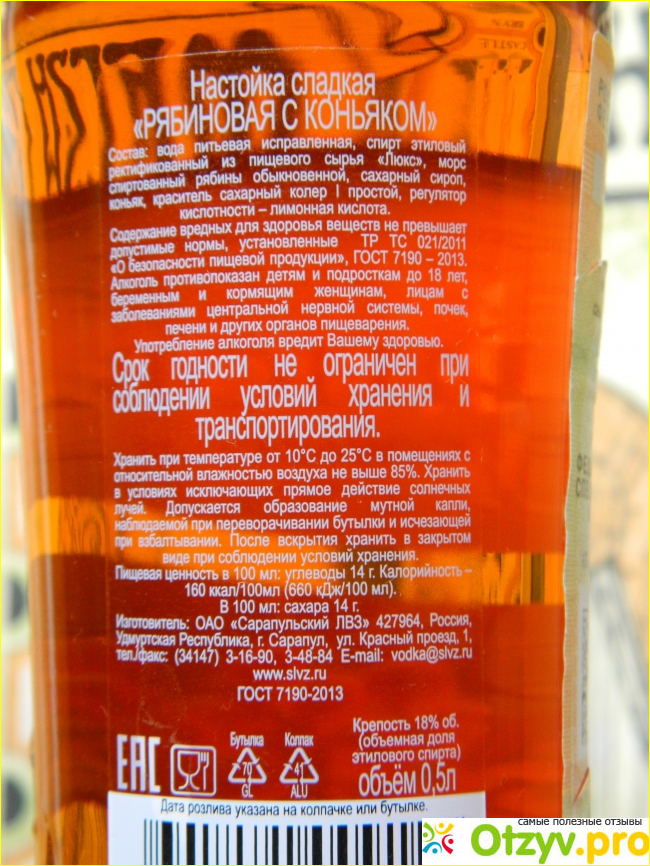 Настойка сладкая
«РЯБИНОВАЯ С КОНЬЯКОМ»
Состав: вода питьевая исправленная, спирт этиловый
ректификованный из пищевого сырья «Люкс», морс
спиртованный рябины обыкновенной, сахарный сироп,
коньяк, краситель сахарный колер I простой, регулятор
кислотности – лимонная кислота.
Содержание вредных для здоровья веществ не превышает
допустимые нормы, установленные ТР ТС 021/2011
«О безопасности пищевой продукции», ГОСТ 7190 – 2013.
Алкоголь противопоказан детям и подросткам до 18 лет,
беременным и кормящим женщинам, лицам с
заболеваниями центральной нервной системы, почек,
печени и других органов пищеварения.
Употребление алкоголя вредит Вашему здоровью.
Срок годности не ограничен при
соблюдении условий хранения и
транспортирования.
Хранить при температуре от 10°С до 25°С в помещениях с
относительной влажностью воздуха не выше 85%. Хранить
в условиях исключающих прямое действие солнечных
лучей. Допускается образование мутной капли,
наблюдаемой при переворачивании бутылки и исчезающей
при взбалтывании. После вскрытия хранить в закрытом
виде при соблюдении условий хранения.
Пищевая ценность в 100 мл: углеводы 14 г. Калорийность –
160 ккал/100мл (660 кДж/100 мл).
В 100 мл: сахара 14 г.
Изготовитель: ОАО «Сарапульский ЛВЗ» 427964, Россия,
Удмуртская Республика, г. Сарапул, ул. Красный проезд, 1,
тел./факс: (34147) 3-16-90, 3-48-84 E-mail: vodka@slvz.ru
www.slvz.ru
ГОСТ 7190-2013
EAC
Бутылка
70
GL
Колпак
41
ALU
Крепость 18% об.
(объемная доля
этилового спирта)
объём 0,5л
Дата розлива указана на колпачке или бутылке.
самые полезные отзывы
Otzyv.pro